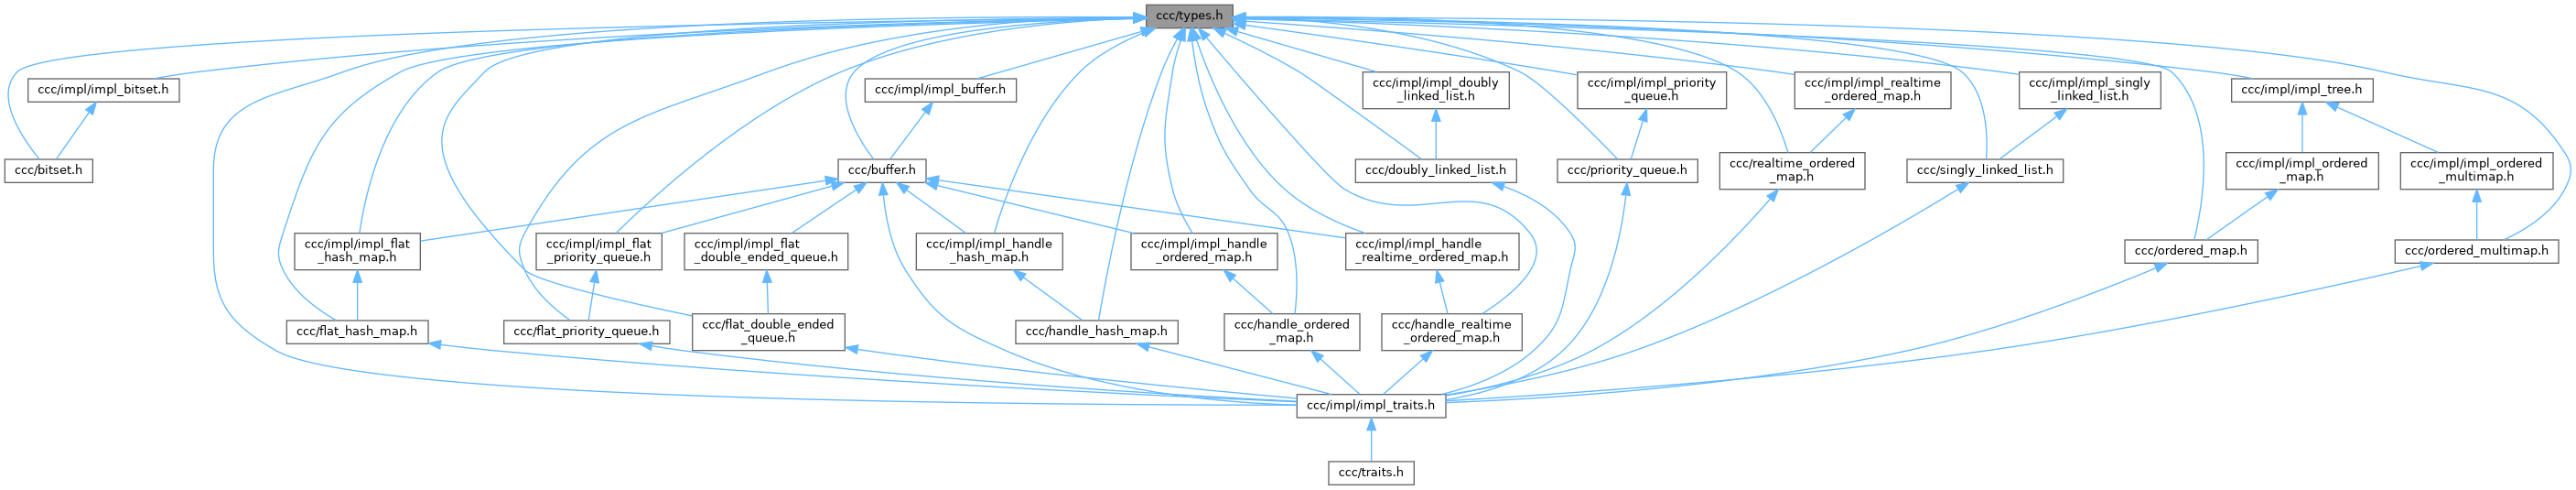 ccc/types.h
ccc/impl/impl_bitset.h
ccc/impl/impl_buffer.h
ccc/impl/impl_doubly
_linked_list.h
ccc/impl/impl_priority
_queue.h
ccc/impl/impl_realtime
_ordered_map.h
ccc/impl/impl_singly
_linked_list.h
ccc/impl/impl_tree.h
ccc/bitset.h
ccc/buffer.h
ccc/doubly_linked_list.h
ccc/priority_queue.h
ccc/realtime_ordered
_map.h
ccc/singly_linked_list.h
ccc/impl/impl_ordered
_map.h
ccc/impl/impl_ordered
_multimap.h
ccc/impl/impl_flat
_hash_map.h
ccc/impl/impl_flat
_priority_queue.h
ccc/impl/impl_flat
_double_ended_queue.h
ccc/impl/impl_handle
_hash_map.h
ccc/impl/impl_handle
_ordered_map.h
ccc/impl/impl_handle
_realtime_ordered_map.h
ccc/ordered_map.h
ccc/ordered_multimap.h
ccc/flat_hash_map.h
ccc/flat_priority_queue.h
ccc/flat_double_ended
_queue.h
ccc/handle_hash_map.h
ccc/handle_ordered
_map.h
ccc/handle_realtime
_ordered_map.h
ccc/impl/impl_traits.h
ccc/traits.h